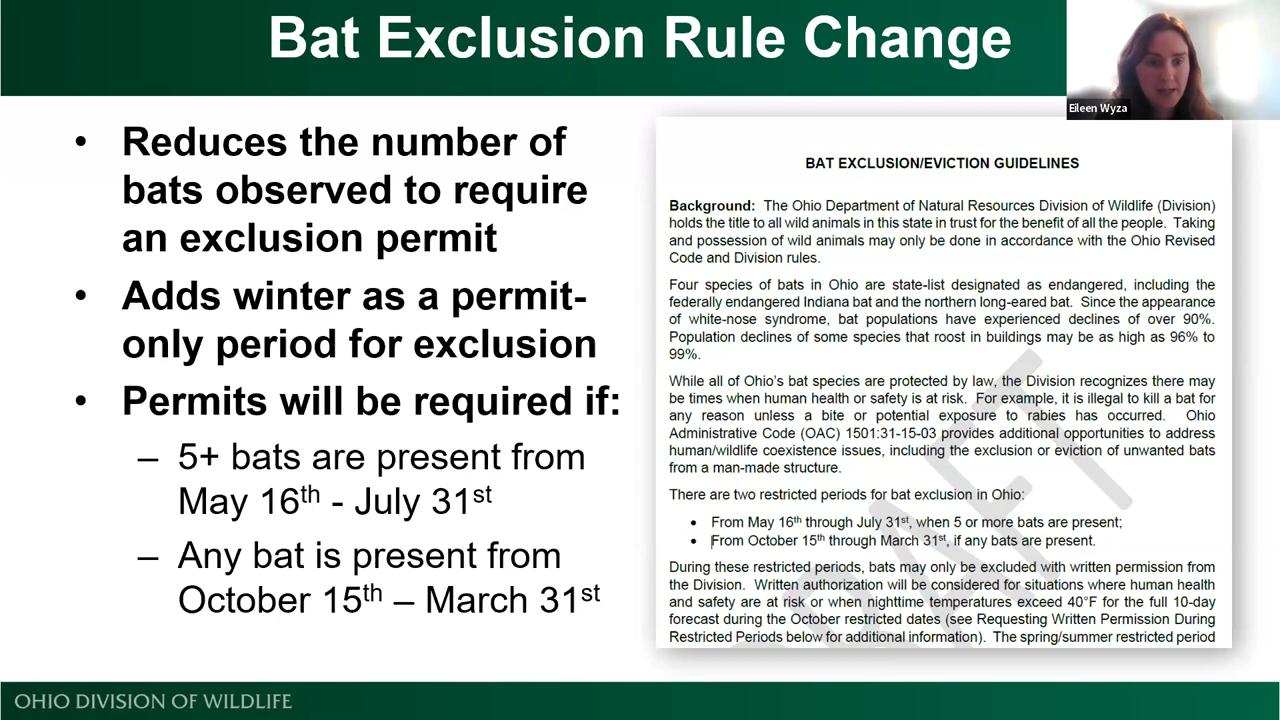 Bat Exclusion Rule Change
Eileen Wyza
• Reduces the number of
bats observed to require
an exclusion permit
• Adds winter as a permit-
only period for exclusion
• Permits will be required if:
– 5+ bats are present from
May 16th - July 31st
– Any bat is present from
October 15th – March 31st
BAT EXCLUSION/EVICTION GUIDELINES
Background: The Ohio Department of Natural Resources Division of Wildlife (Division)
holds the title to all wild animals in this state in trust for the benefit of all the people. Taking
and possession of wild animals may only be done in accordance with the Ohio Revised
Code and Division rules.
Four species of bats in Ohio are state-list designated as endangered, including the
federally endangered Indiana bat and the northern long-eared bat. Since the appearance
of white-nose syndrome, bat populations have experienced declines of over 90%.
Population declines of some species that roost in buildings may be as high as 96% to
99%.
While all of Ohio's bat species are protected by law, the Division recognizes there may
be times when human health or safety is at risk. For example, it is illegal to kill a bat for
any reason unless a bite or potential exposure to rabies has occurred. Ohio
Administrative Code (OAC) 1501:31-15-03 provides additional opportunities to address
human/wildlife coexistence issues, including the exclusion or eviction of unwanted bats
from a man-made structure.
There are two restricted periods for bat exclusion in Ohio:
• From May 16th through July 31st, when 5 or more bats are present;
• From October 15th through March 31st, if any bats are present.
During these restricted periods, bats may only be excluded with written permission from
the Division. Written authorization will be considered for situations where human health
and safety are at risk or when nighttime temperatures exceed 40°F for the full 10-day
forecast during the October restricted dates (see Requesting Written Permission During
Restricted Periods below for additional information). The spring/summer restricted period
DRAFT
OHIO DIVISION OF WILDLIFE